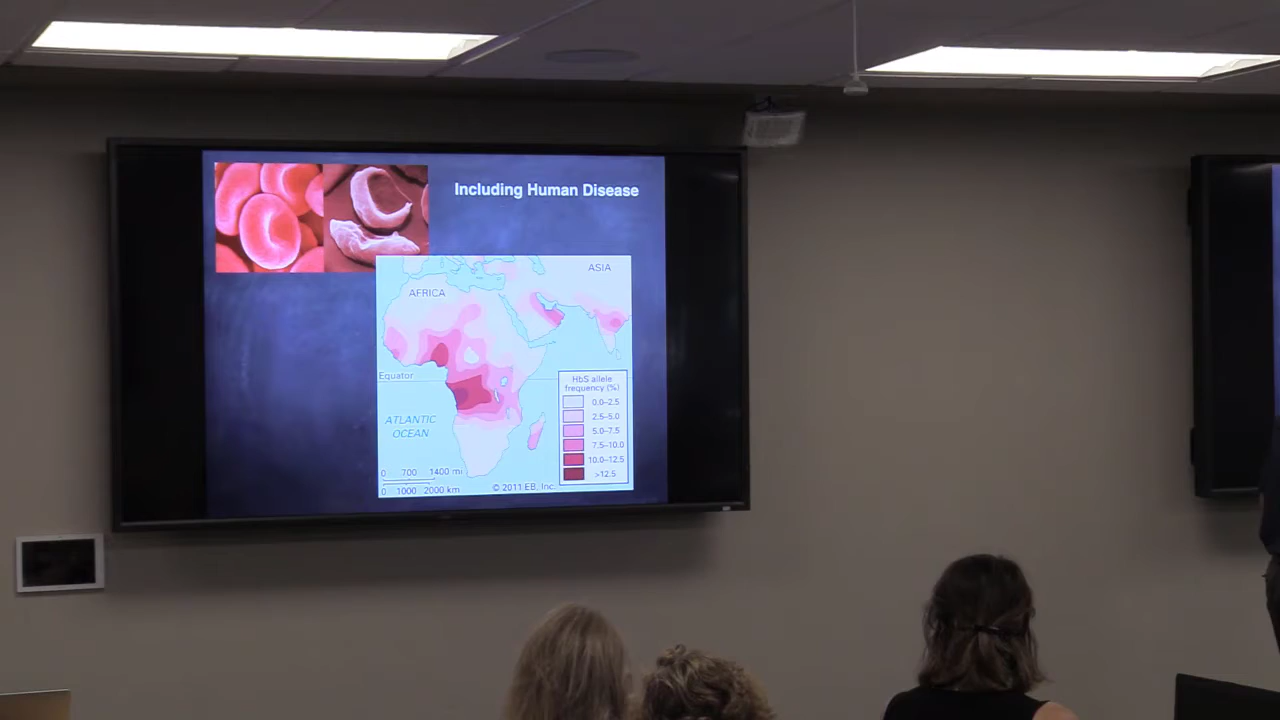 Including Human Disease
ASIA
AFRICA
Equator
ATLANTIC
OCEAN
HbS allele
frequency (%)
0.0–2.5
2.5–5.0
5.0–7.5
7.5–10.0
10.0–12.5
>12.5
0 700 1400 mi
0 1000 2000 km
© 2011 EB, Inc.